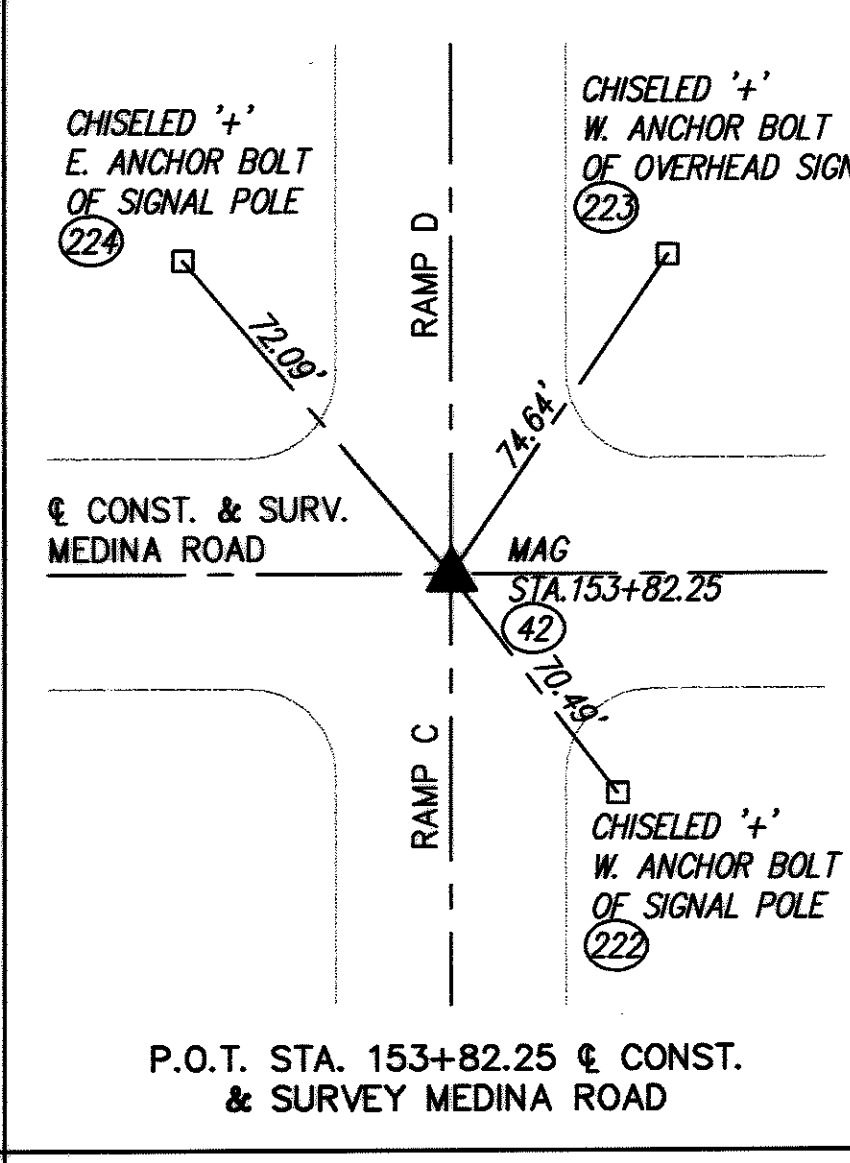 CHISELED '+'
E. ANCHOR BOLT
OF SIGNAL POLE
224
CHISELED '+'
W. ANCHOR BOLT
OF OVERHEAD SIGN
223
RAMP D
72.09'
74.64'
℄ CONST. & SURV.
MEDINA ROAD
MAG
STA.153+82.25
42
70.49'
RAMP C
CHISELED '+'
W. ANCHOR BOLT
OF SIGNAL POLE
222
P.O.T. STA. 153+82.25 ℄ CONST.
& SURVEY MEDINA ROAD